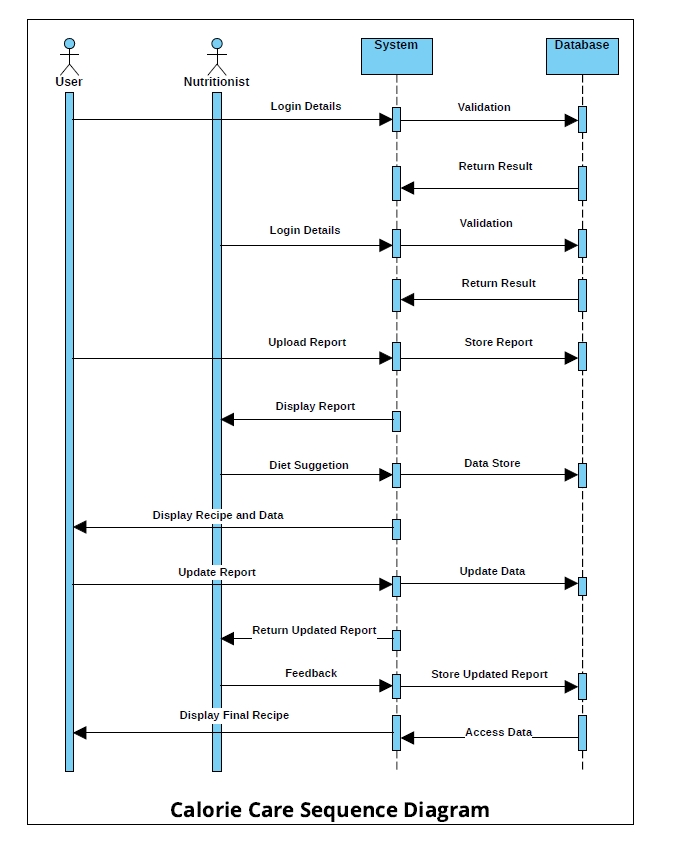 System
Database
User
Nutritionist
Login Details
Validation
Return Result
Login Details
Validation
Return Result
Upload Report
Store Report
Display Report
Diet Suggetion
Data Store
Display Recipe and Data
Update Report
Update Data
Return Updated Report
Feedback
Store Updated Report
Display Final Recipe
Access Data
Calorie Care Sequence Diagram